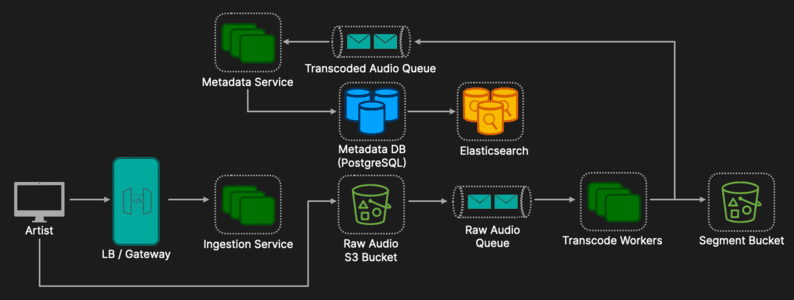 Metadata Service
Transcoded Audio Queue
Metadata DB
(PostgreSQL)
Elasticsearch
Artist
</>
LB / Gateway
Ingestion Service
Raw Audio
S3 Bucket
Raw Audio
Queue
Transcode Workers
Segment Bucket